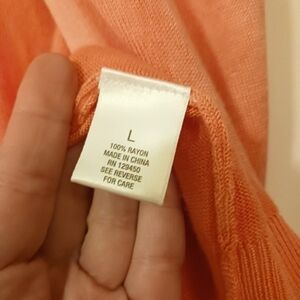 L
100% RAYON
MADE IN CHINA
RN 129450
SEE REVERSE
FOR CARE